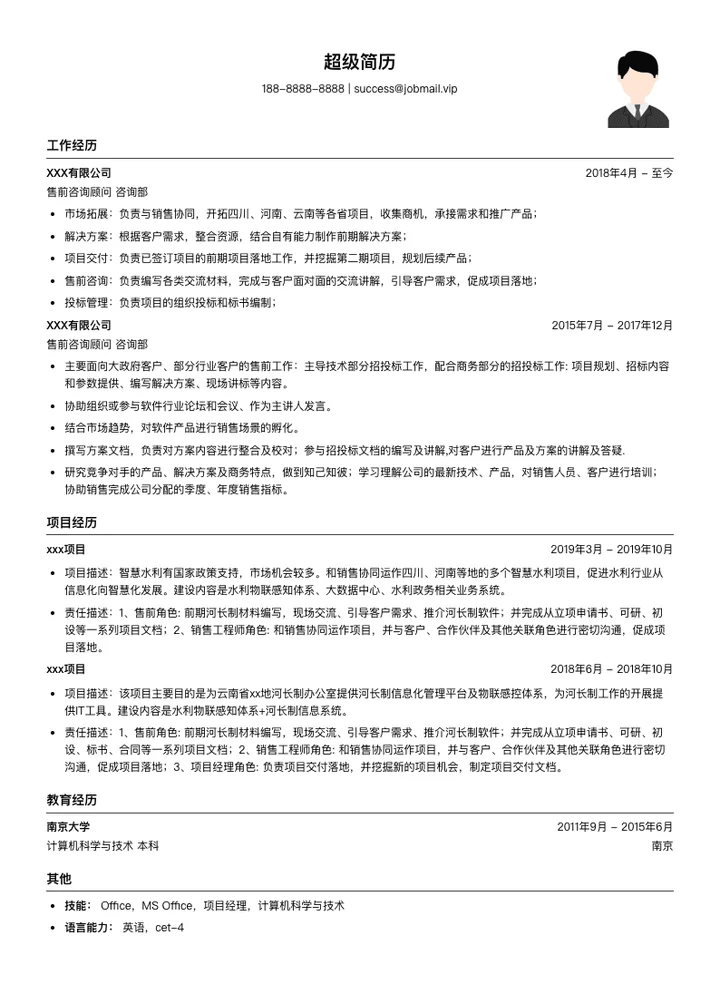 超级简历
188-8888-8888 | success@jobmail.vip
工作经历
XXX有限公司 2018年4月 – 至今
售前咨询顾问 咨询部
• 市场拓展：负责与销售协同，开拓四川、河南、云南等各省项目，收集商机，承接需求和推广产品；
• 解决方案：根据客户需求，整合资源，结合自有能力制作前期解决方案；
• 项目交付：负责已签订项目的前期项目落地工作，并挖掘第二期项目，规划后续产品；
• 售前咨询：负责编写各类交流材料，完成与客户面对面的交流讲解，引导客户需求，促成项目落地；
• 投标管理：负责项目的组织投标和标书编制；
XXX有限公司 2015年7月 – 2017年12月
售前咨询顾问 咨询部
• 主要面向大政府客户、部分行业客户的售前工作：主导技术部分招投标工作，配合商务部分的招投标工作: 项目规划、招标内容
和参数提供、编写解决方案、现场讲标等内容。
• 协助组织或参与软件行业论坛和会议、作为主讲人发言。
• 结合市场趋势，对软件产品进行销售场景的孵化。
• 撰写方案文档，负责对方案内容进行整合及校对；参与招投标文档的编写及讲解,对客户进行产品及方案的讲解及答疑.
• 研究竞争对手的产品、解决方案及商务特点，做到知己知彼；学习理解公司的最新技术、产品，对销售人员、客户进行培训；
协助销售完成公司分配的季度、年度销售指标。
项目经历
xxx项目 2019年3月 – 2019年10月
• 项目描述：智慧水利有国家政策支持，市场机会较多。和销售协同运作四川、河南等地的多个智慧水利项目，促进水利行业从
信息化向智慧化发展。建设内容是水利物联感知体系、大数据中心、水利政务相关业务系统。
• 责任描述：1、售前角色: 前期河长制材料编写，现场交流、引导客户需求、推介河长制软件；并完成从立项申请书、可研、初
设等一系列项目文档；2、销售工程师角色: 和销售协同运作项目，并与客户、合作伙伴及其他关联角色进行密切沟通，促成项
目落地。
xxx项目 2018年6月 – 2018年10月
• 项目描述：该项目主要目的是为云南省xx地河长制办公室提供河长制信息化管理平台及物联感控体系，为河长制工作的开展提
供IT工具。建设内容是水利物联感知体系+河长制信息系统。
• 责任描述：1、售前角色: 前期河长制材料编写，现场交流、引导客户需求、推介河长制软件；并完成从立项申请书、可研、初
设、标书、合同等一系列项目文档；2、销售工程师角色: 和销售协同运作项目，并与客户、合作伙伴及其他关联角色进行密切
沟通，促成项目落地；3、项目经理角色: 负责项目交付落地，并挖掘新的项目机会，制定项目交付文档。
教育经历
南京大学 2011年9月 – 2015年6月
计算机科学与技术 本科 南京
其他
• 技能： Office，MS Office，项目经理，计算机科学与技术
• 语言能力： 英语，cet-4